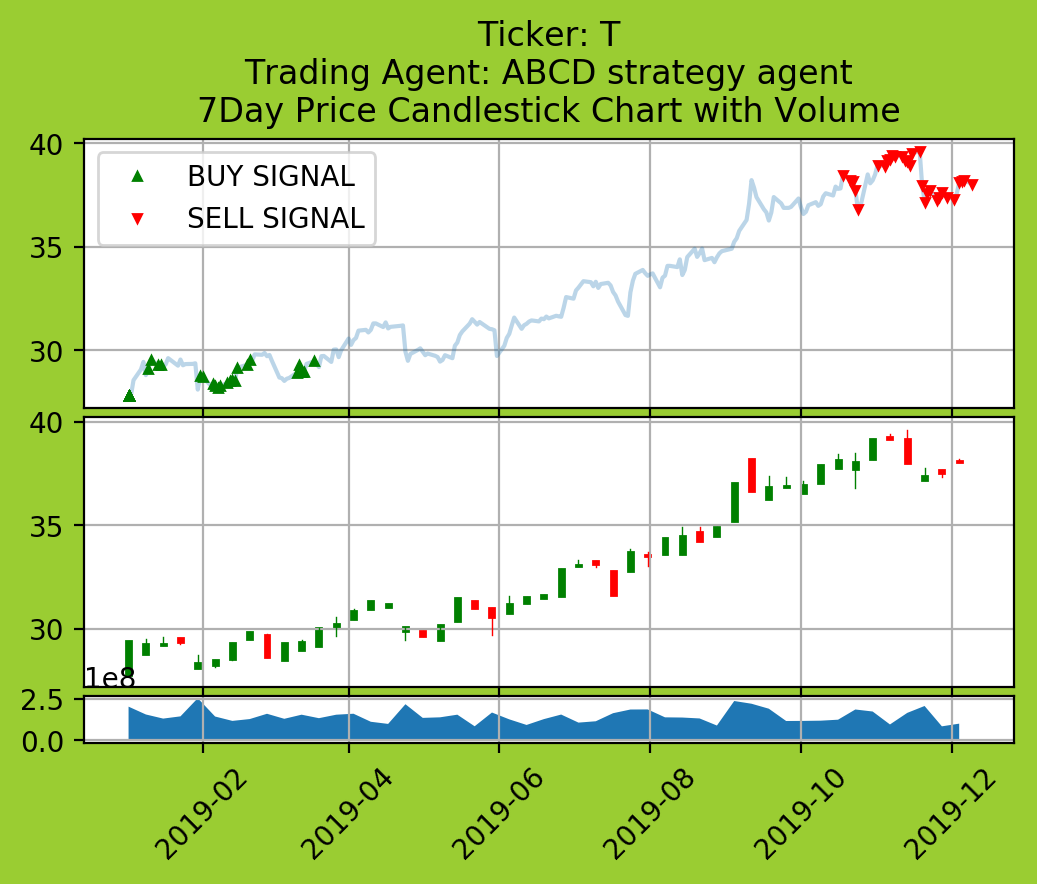 Ticker: T
Trading Agent: ABCD strategy agent
7Day Price Candlestick Chart with Volume
40
BUY SIGNAL
SELL SIGNAL
35
30
40
35
30
1e8
2.5
0.0
2019-02
2019-04
2019-06
2019-08
2019-10
2019-12